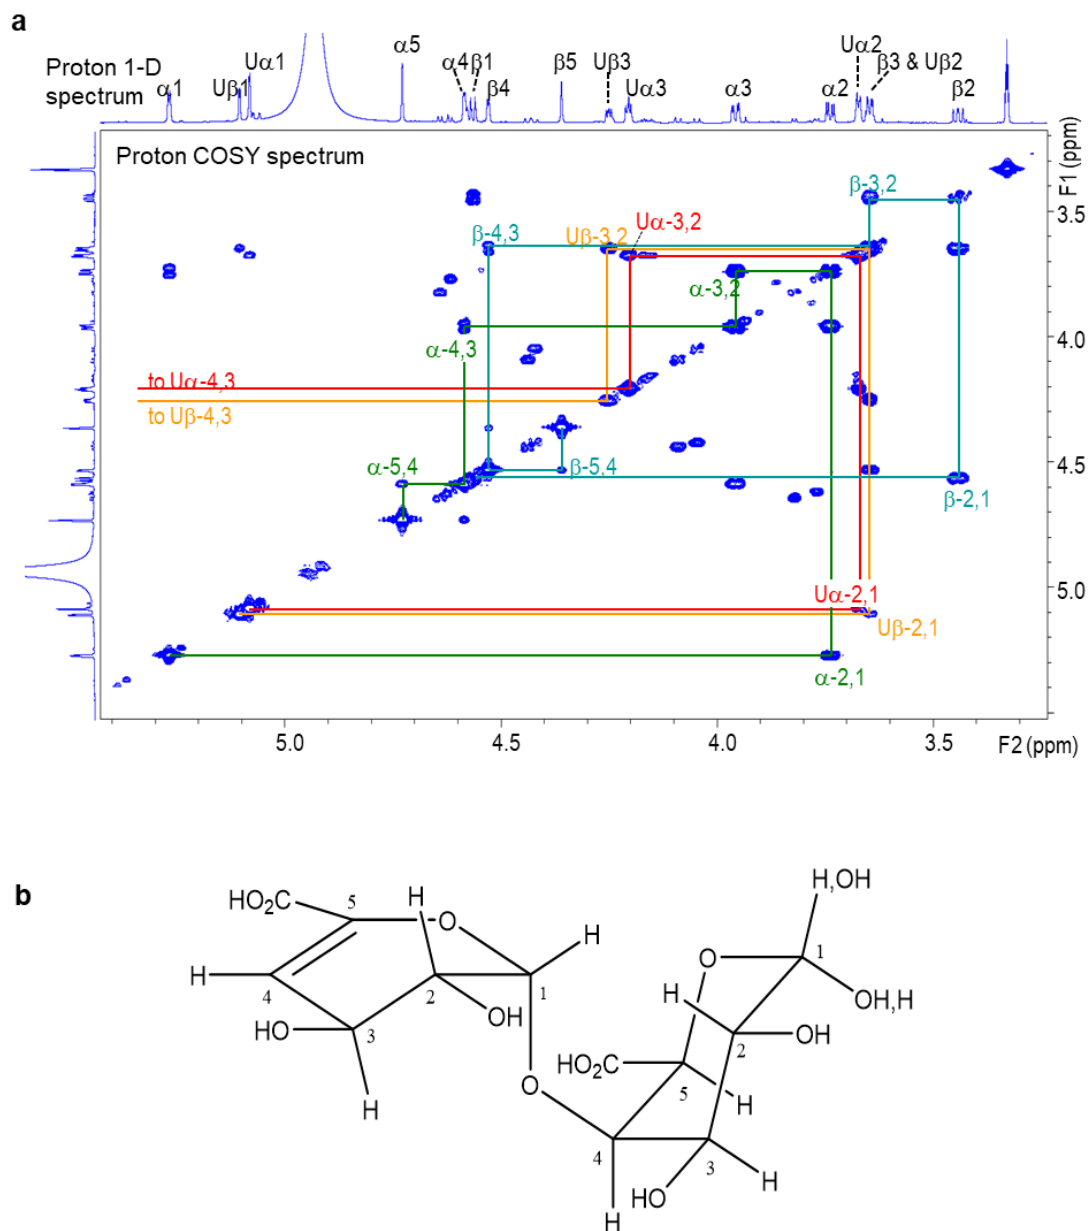 a
Proton 1-D
spectrum
α1
Uβ1
Uα1
α5
α4
β1
β4
β5
Uβ3
Uα3
α3
α2
Uα2
β3 & Uβ2
β2
Proton COSY spectrum
F1 (ppm)
3.5
4.0
4.5
5.0
β-3,2
Uα-3,2
β-4,3
Uβ-3,2
α-3,2
α-4,3
to Uα-4,3
to Uβ-4,3
α-5,4
β-5,4
β-2,1
Uα-2,1
Uβ-2,1
α-2,1
5.0
4.5
4.0
3.5
F2 (ppm)
b
H,OH
HO2C
5
H
O
H
O
1
H
4
2
1
H
OH,H
HO
3
OH
2
OH
HO2C
5
H
H
O
4
3
H
HO
H